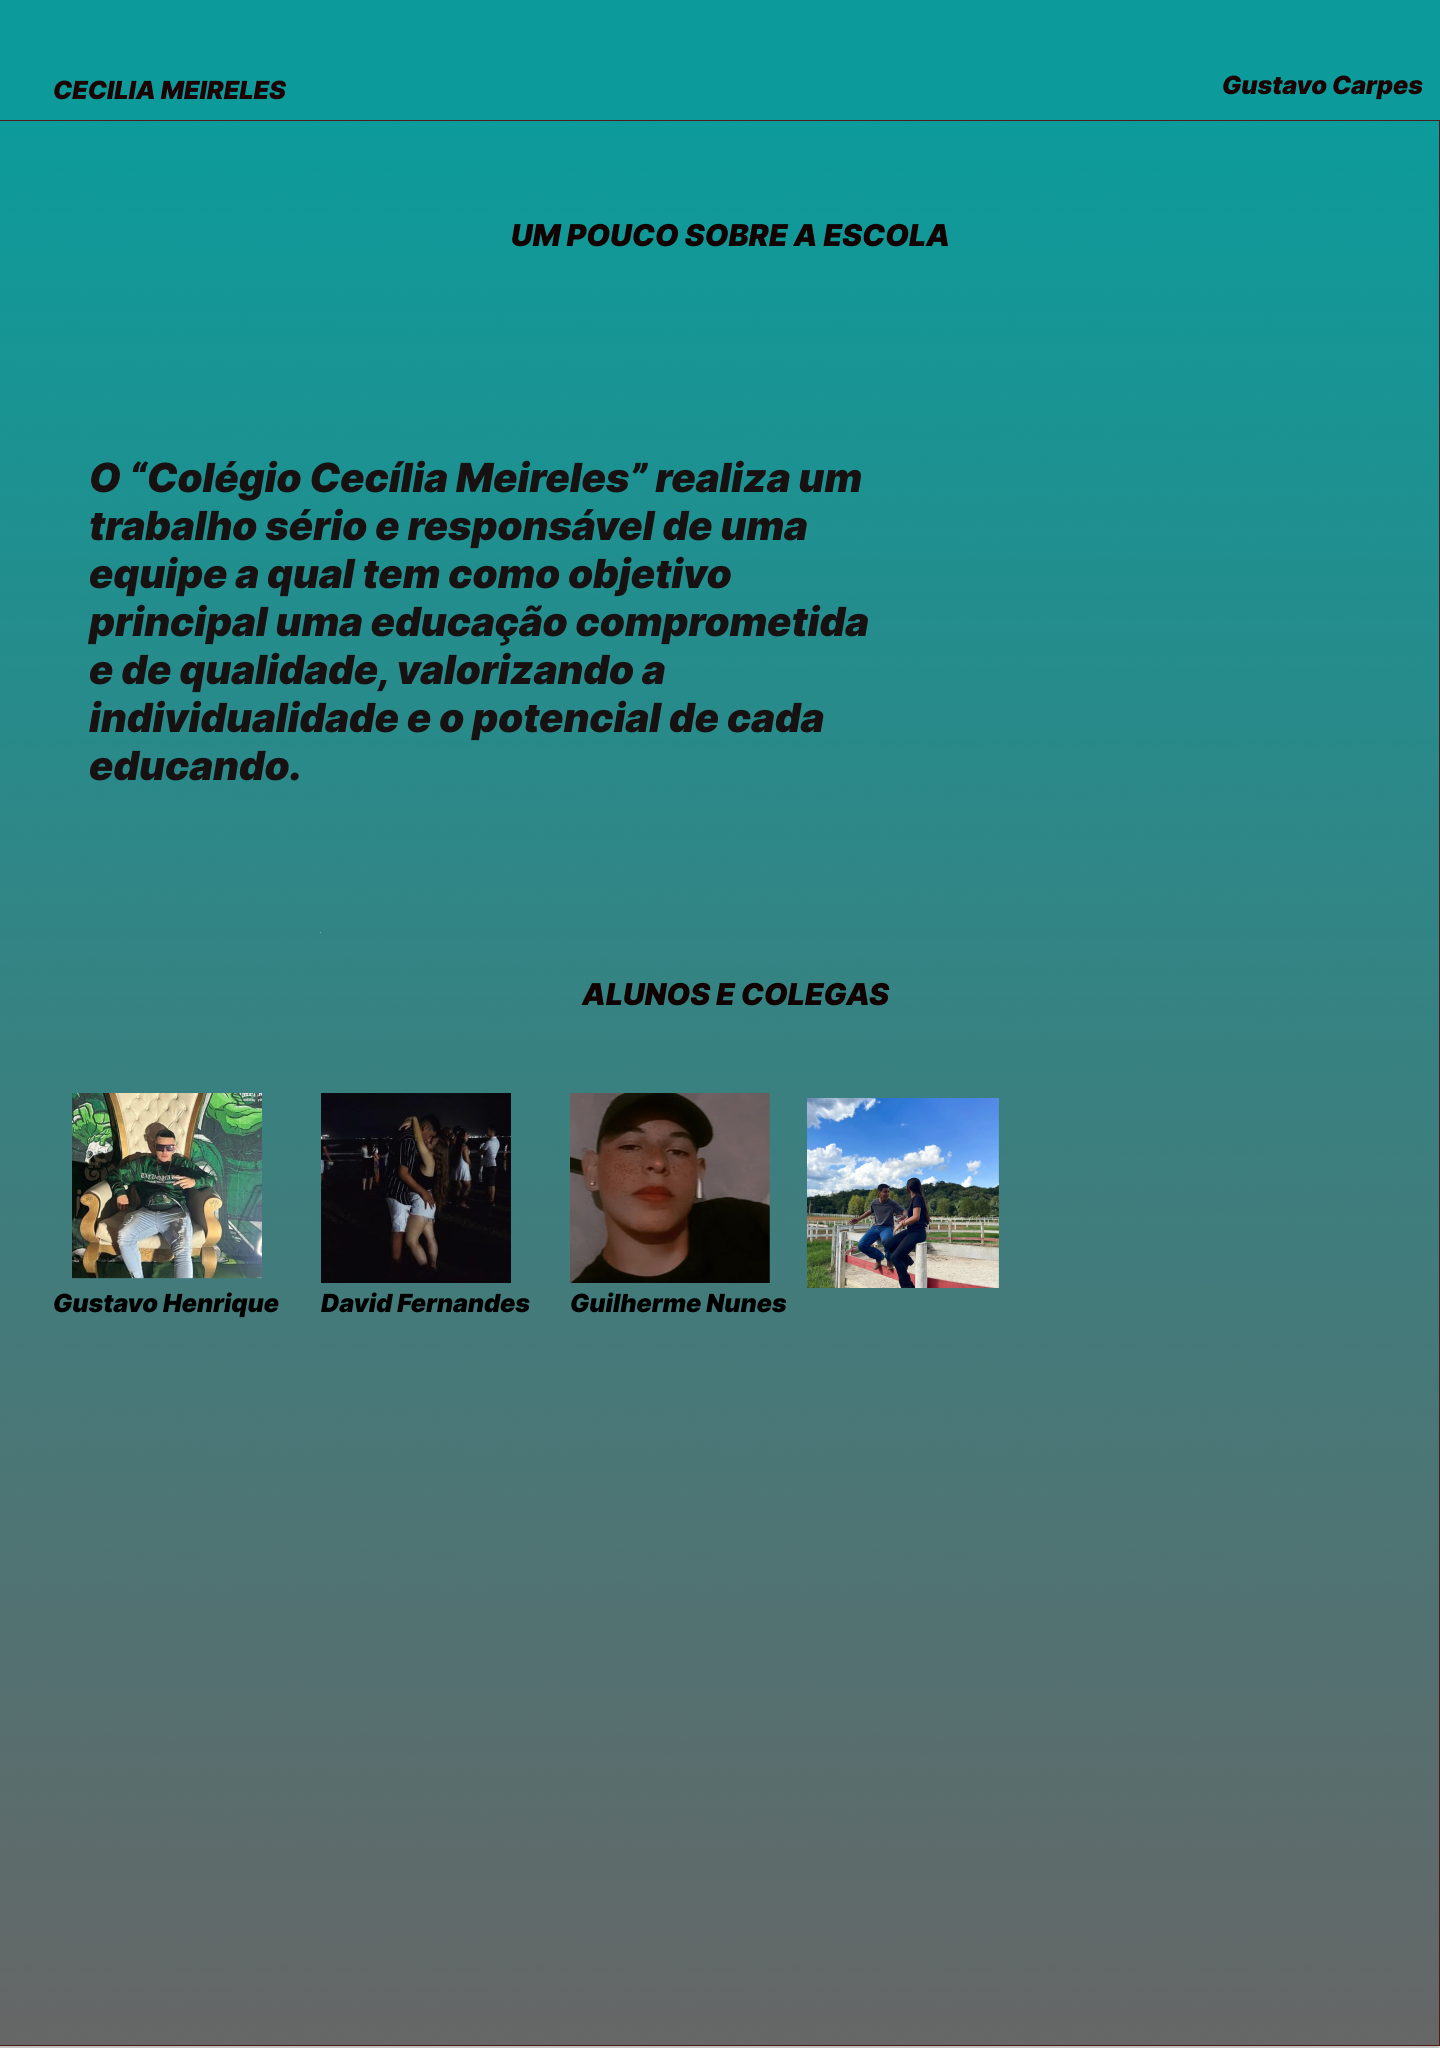 CECILIA MEIRELES
Gustavo Carpes
UM POUCO SOBRE A ESCOLA
O “Colégio Cecília Meireles” realiza um
trabalho sério e responsável de uma
equipe a qual tem como objetivo
principal uma educação comprometida
e de qualidade, valorizando a
individualidade e o potencial de cada
educando.
ALUNOS E COLEGAS
Gustavo Henrique
David Fernandes
Guilherme Nunes